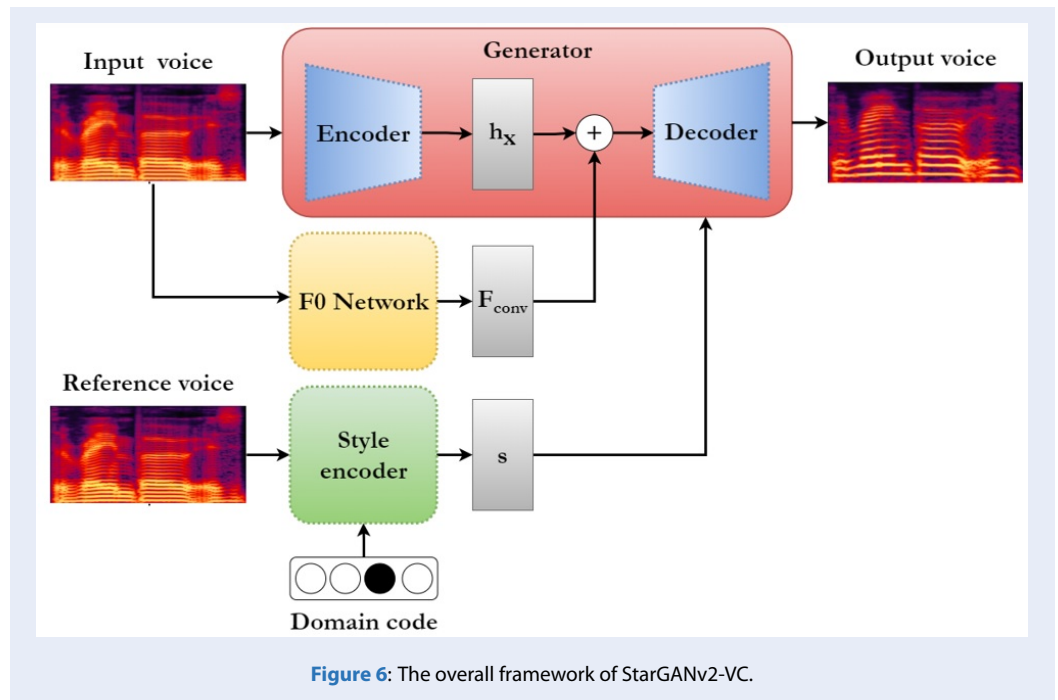 Generator
Input voice
Output voice
Encoder
hx
+
Decoder
F0 Network
Fconv
Reference voice
Style
encoder
s
Domain code
Figure 6: The overall framework of StarGANv2-VC.